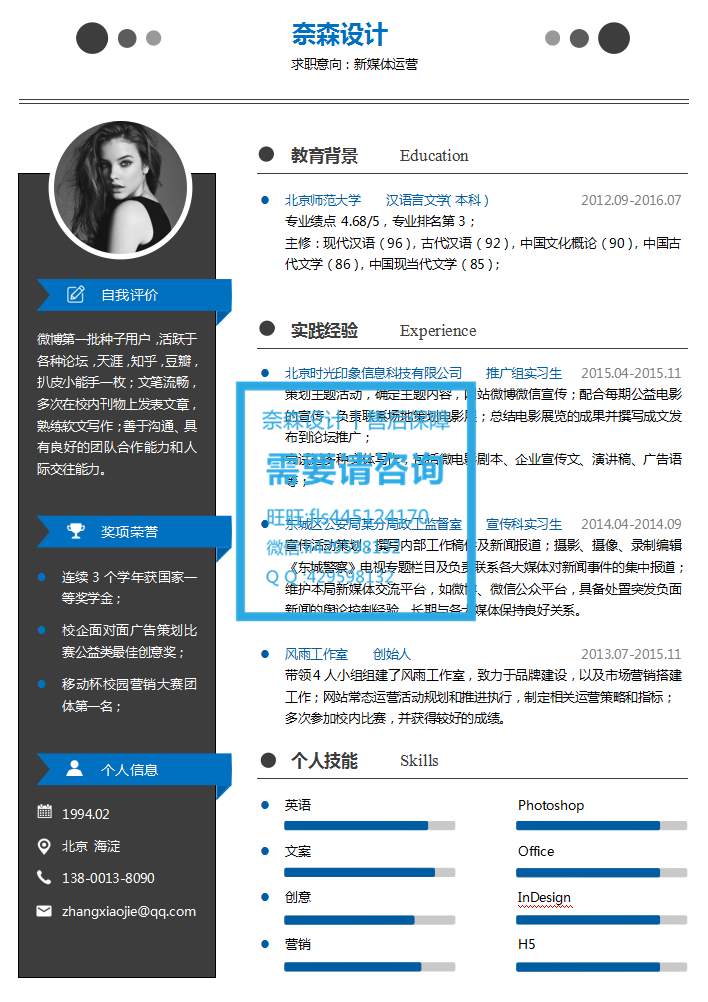 奈森设计
求职意向：新媒体运营
自我评价
微博第一批种子用户,活跃于
各种论坛,天涯,知乎,豆瓣,
扒皮小能手一枚；文笔流畅，
多次在校内刊物上发表文章，
熟练软文写作；善于沟通、具
有良好的团队合作能力和人
际交往能力。
奖项荣誉
连续 3 个学年获国家一
等奖学金；
校企面对面广告策划比
赛公益类最佳创意奖；
移动杯校园营销大赛团
体第一名；
个人信息
1994.02
北京 海淀
138-0013-8090
zhangxiaojie@qq.com
教育背景 Education
北京师范大学 汉语言文学(本科) 2012.09-2016.07
专业绩点 4.68/5，专业排名第 3；
主修：现代汉语（96）, 古代汉语（92）, 中国文化概论（90）, 中国古
代文学（86）, 中国现当代文学（85）；
实践经验 Experience
北京时光印象信息科技有限公司 推广组实习生 2015.04-2015.11
策划主题活动，确定主题内容，网站微博微信宣传；配合每期公益电影
的宣传，负责联系场地策划电影展；总结电影展览的成果并撰写成文发
布到论坛推广；
多种文体写作，包括微电影剧本、企业宣传文、演讲稿、广告语
等；
东城区公安局某分局政工监督室 宣传科实习生 2014.04-2014.09
宣传活动策划，撰写内部工作稿件及新闻报道；摄影、摄像、录制编辑
《东城警察》电视专题栏目及负责联系各大媒体对新闻事件的集中报道；
维护本局新媒体交流平台，如微博、微信公众平台，具备处置突发负面
新闻的舆论控制经验，长期与各大媒体保持良好关系。
风雨工作室 创始人 2013.07-2015.11
带领 4 人小组组建了风雨工作室，致力于品牌建设，以及市场营销搭建
工作；网站常态运营活动规划和推进执行，制定相关运营策略和指标；
多次参加校内比赛，并获得较好的成绩。
个人技能 Skills
英语 Photoshop
文案 Office
创意 InDesign
营销 H5
奈森设计 售后保障
需要请咨询
旺旺:fls445124170
微信:429598132
Q Q :429598132